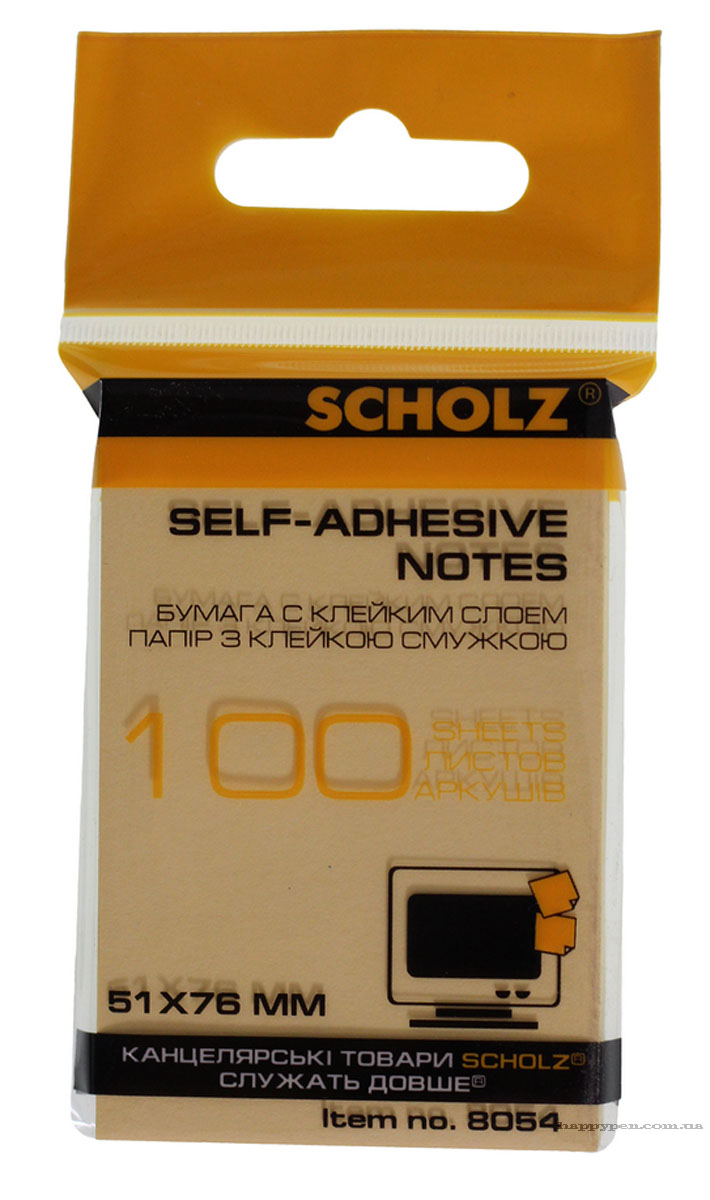 SCHOLZ®
SELF-ADHESIVE
NOTES
БУМАГА С КЛЕЙКИМ СЛОЕМ
ПАПІР З КЛЕЙКОЮ СМУЖКОЮ
100 SHEETS
ЛИСТОВ
АРКУШІВ
51X76 MM
КАНЦЕЛЯРСЬКІ ТОВАРИ SCHOLZ®
СЛУЖАТЬ ДОВШЕ®
Item no. 8054
happypen.com.ua